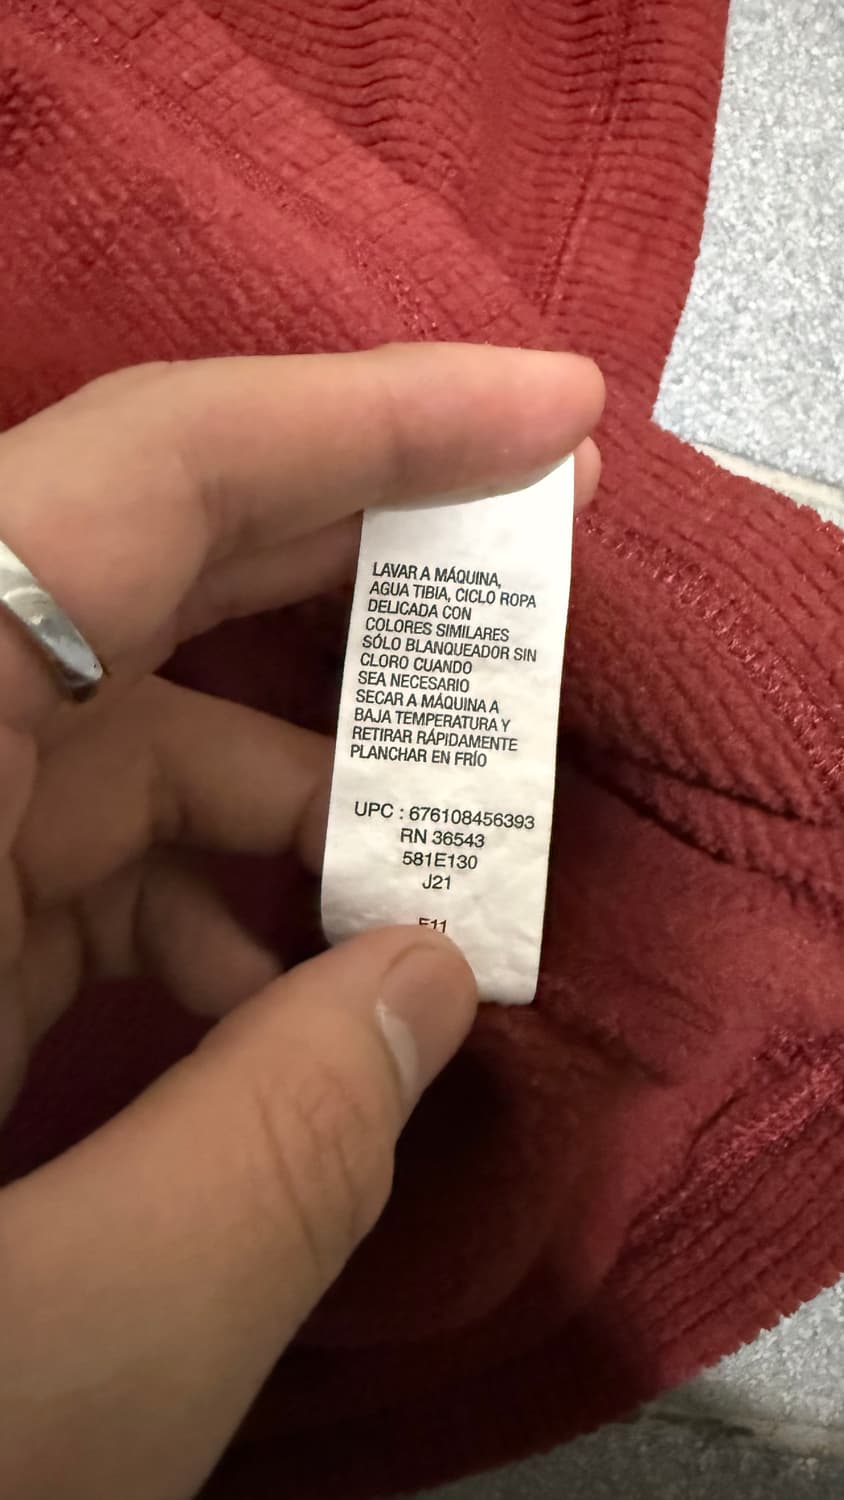 LAVAR A MÁQUINA,
AGUA TIBIA, CICLO ROPA
DELICADA CON
COLORES SIMILARES
SÓLO BLANQUEADOR SIN
CLORO CUANDO
SEA NECESARIO
SECAR A MÁQUINA A
BAJA TEMPERATURA Y
RETIRAR RÁPIDAMENTE
PLANCHAR EN FRÍO
UPC : 676108456393
RN 36543
581E130
J21